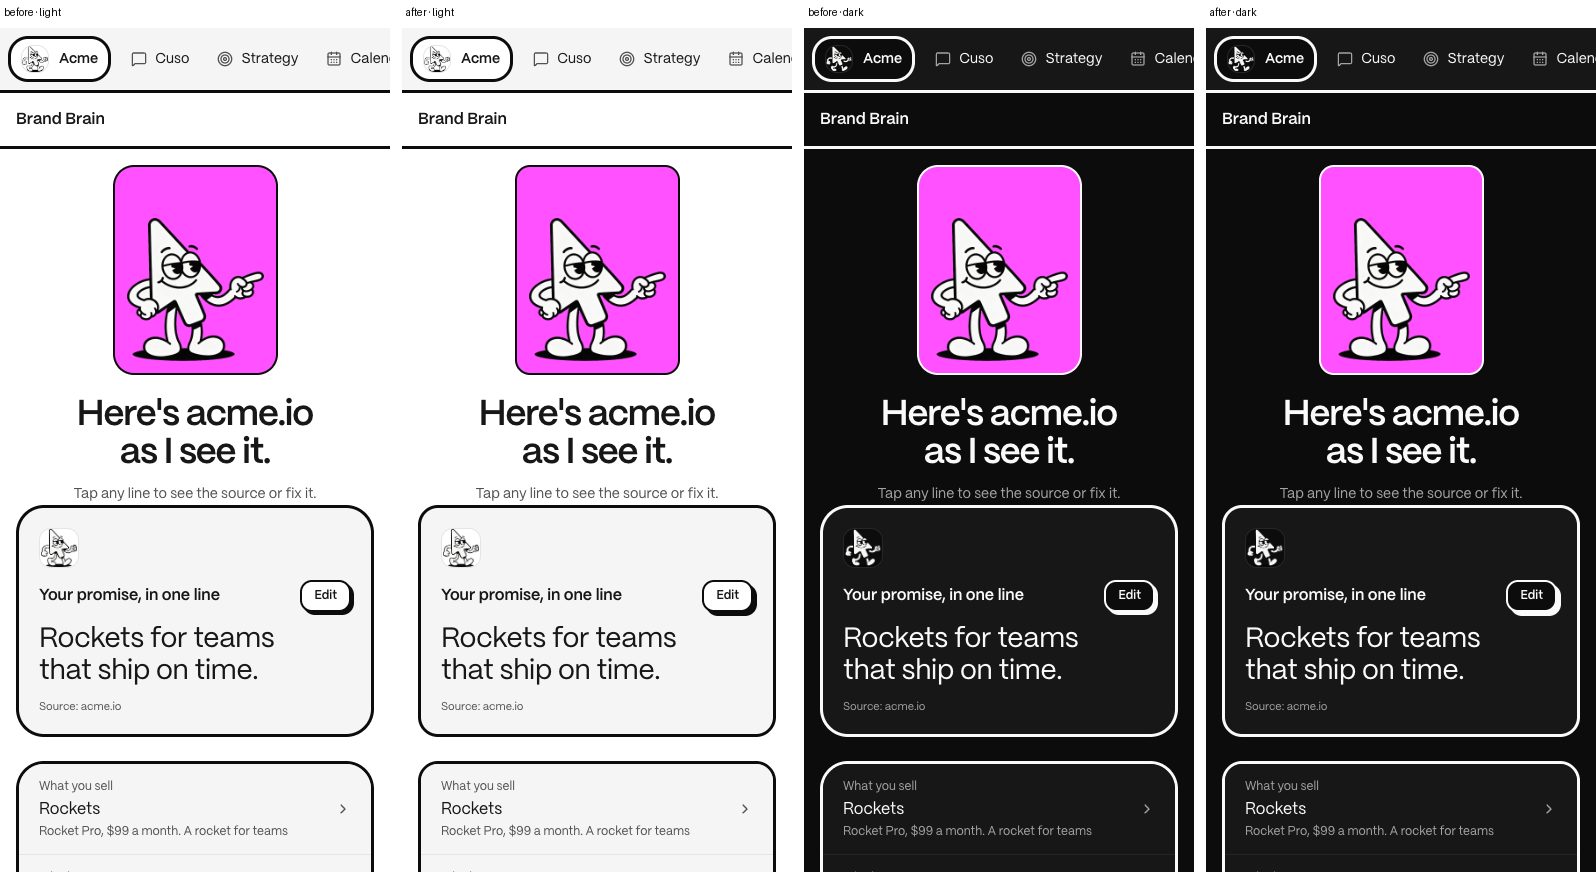 before · light
Acme
Cuso
Strategy
Calen
Brand Brain
Here's acme.io
as I see it.
Tap any line to see the source or fix it.
Your promise, in one line
Edit
Rockets for teams
that ship on time.
Source: acme.io
What you sell
Rockets
Rocket Pro, $99 a month. A rocket for teams
after · light
Acme
Cuso
Strategy
Calen
Brand Brain
Here's acme.io
as I see it.
Tap any line to see the source or fix it.
Your promise, in one line
Edit
Rockets for teams
that ship on time.
Source: acme.io
What you sell
Rockets
Rocket Pro, $99 a month. A rocket for teams
before · dark
Acme
Cuso
Strategy
Calen
Brand Brain
Here's acme.io
as I see it.
Tap any line to see the source or fix it.
Your promise, in one line
Edit
Rockets for teams
that ship on time.
Source: acme.io
What you sell
Rockets
Rocket Pro, $99 a month. A rocket for teams
after · dark
Acme
Cuso
Strategy
Calen
Brand Brain
Here's acme.io
as I see it.
Tap any line to see the source or fix it.
Your promise, in one line
Edit
Rockets for teams
that ship on time.
Source: acme.io
What you sell
Rockets
Rocket Pro, $99 a month. A rocket for teams